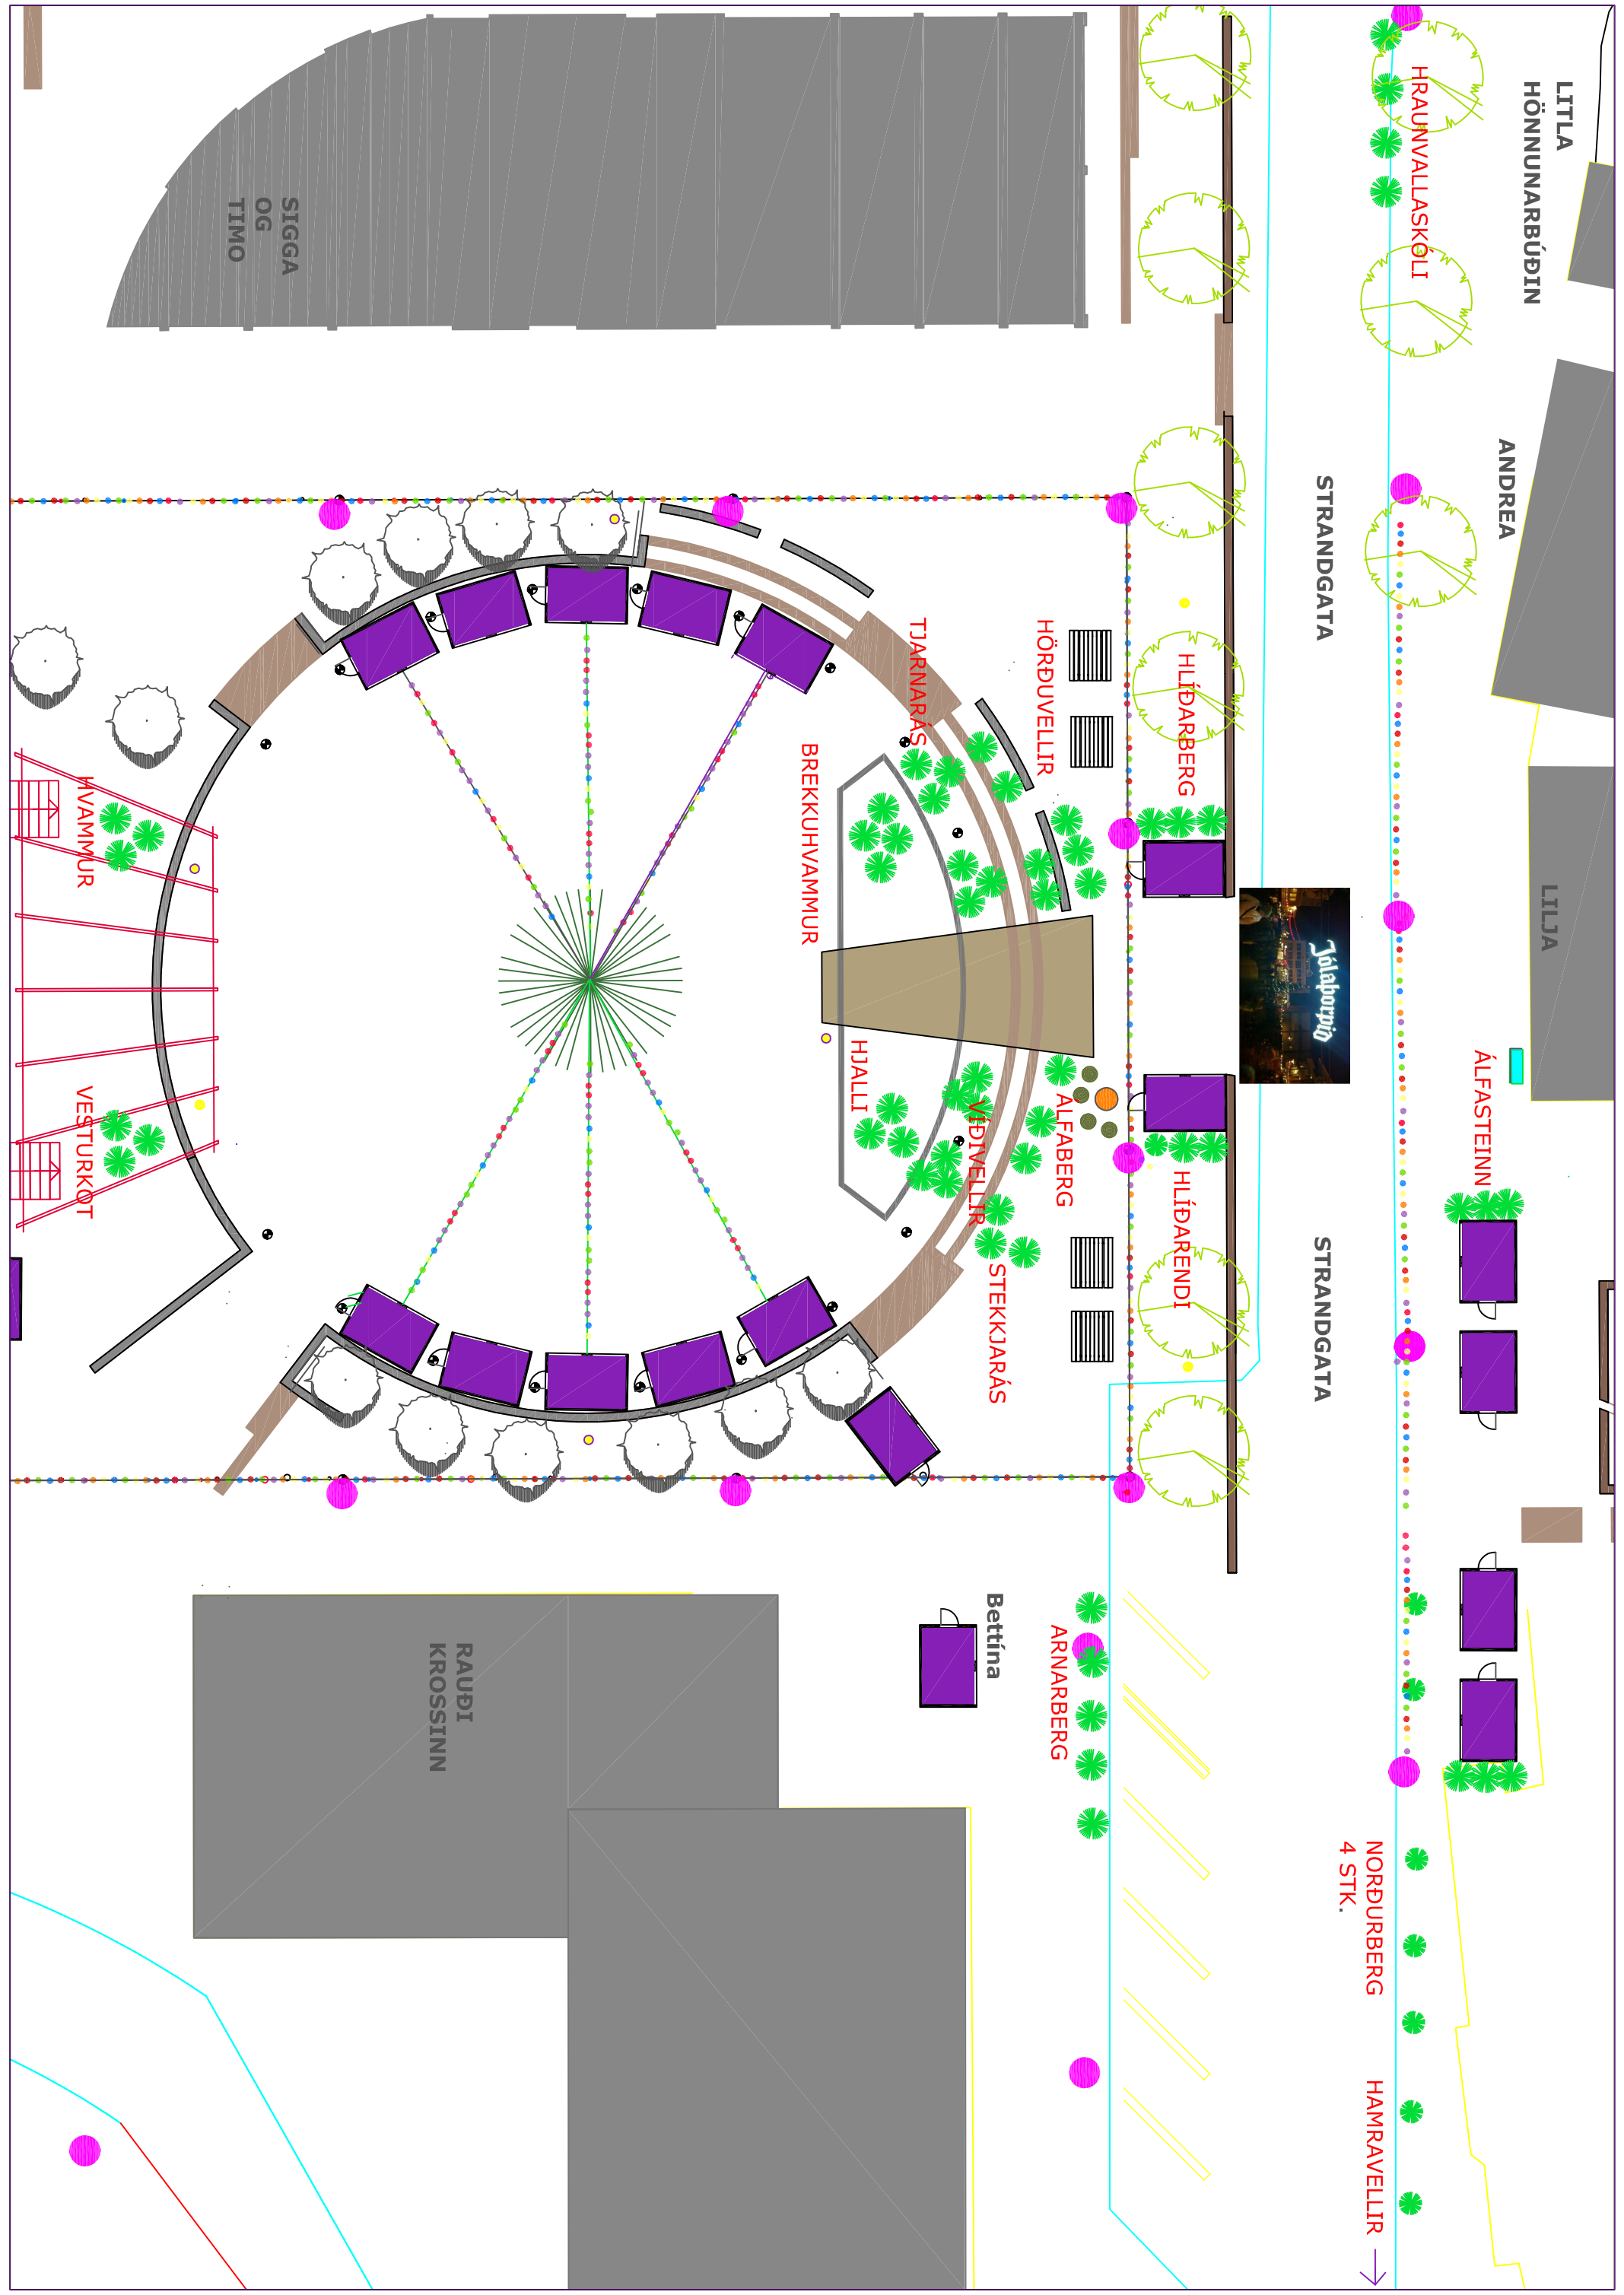 LITLA
HÖNNUNARBÚÐIN
HRAUNVALLASKÓLI
SIGGA
OG
TIMO
ANDREA
STRANDGATA
HLÍÐARBERG
HÖRÐUVELLIR
TJARNARÁS
BREKKUHVAMMUR
HVAMMUR
LILJA
Jólaþorpið
ÁLFASTEINN
HJALLI
ÁLFABERG
VÍÐIVELLIR
VESTURKOT
HLÍÐARENDI
STRANDGATA
STEKKJARÁS
Bettína
ARNARBERG
RAUÐI
KROSSINN
NORÐURBERG
4 STK.
HAMRAVELLIR